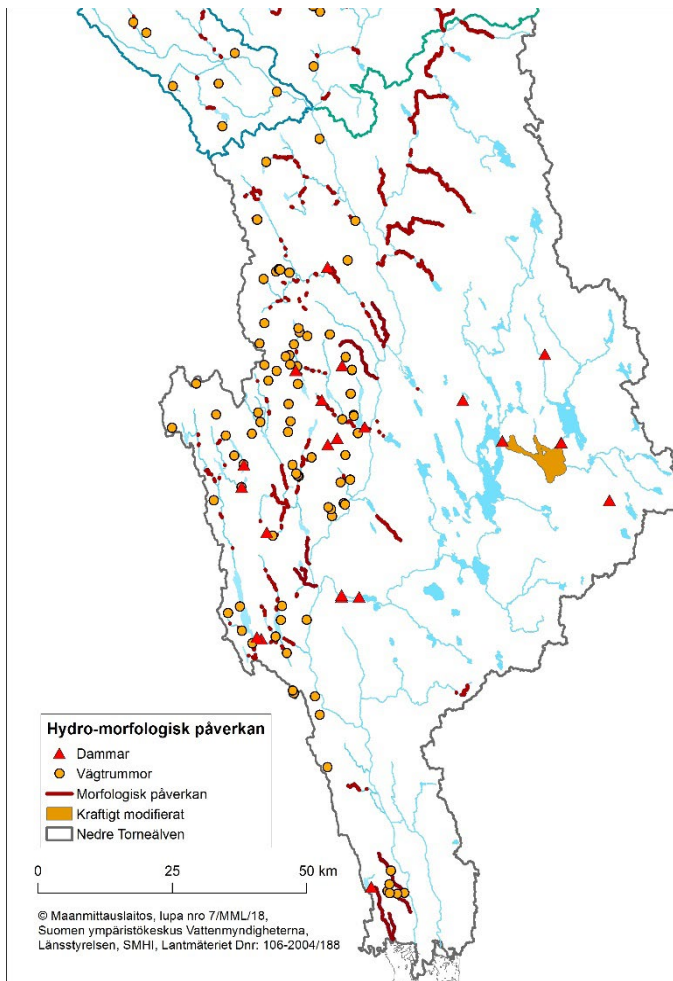 Hydro-morfologisk påverkan
Dammar
Vägtrummor
Morfologisk påverkan
Kraftigt modifierat
Nedre Torneälven
0 25 50 km
© Maanmittauslaitos, lupa nro 7/MML/18,
Suomen ympäristökeskus Vattenmyndigheterna,
Länsstyrelsen, SMHI, Lantmäteriet Dnr: 106-2004/188